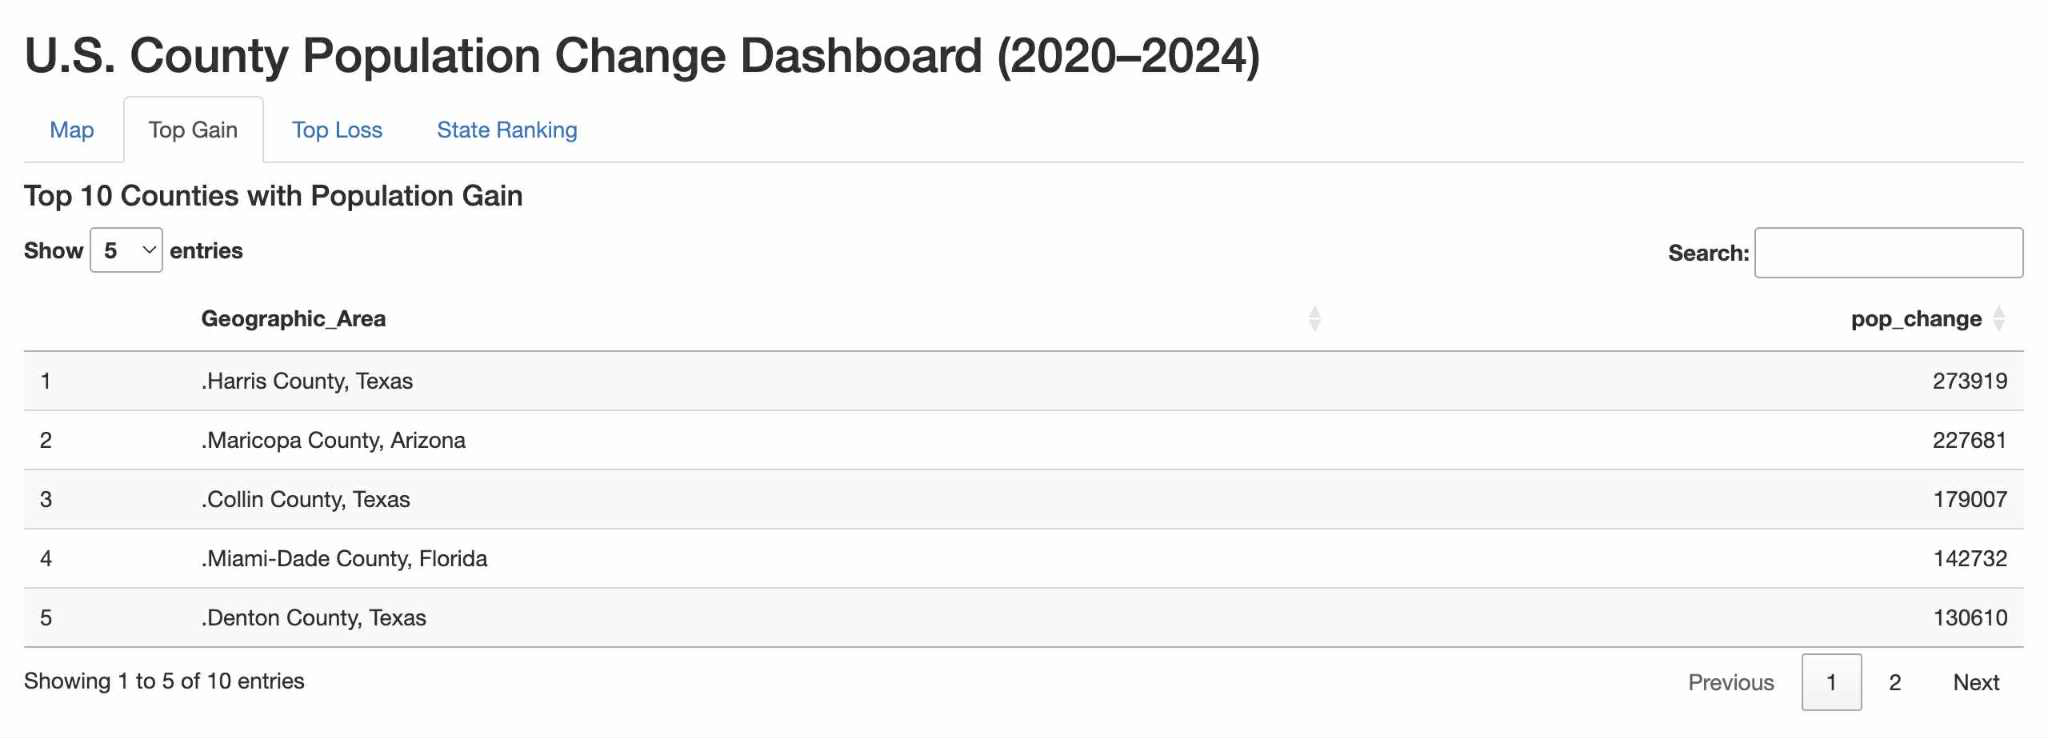 U.S. County Population Change Dashboard (2020–2024)
Map Top Gain Top Loss State Ranking
Top 10 Counties with Population Gain
Show 5 entries Search:
Geographic_Area pop_change
1 .Harris County, Texas 273919
2 .Maricopa County, Arizona 227681
3 .Collin County, Texas 179007
4 .Miami-Dade County, Florida 142732
5 .Denton County, Texas 130610
Showing 1 to 5 of 10 entries Previous 1 2 Next